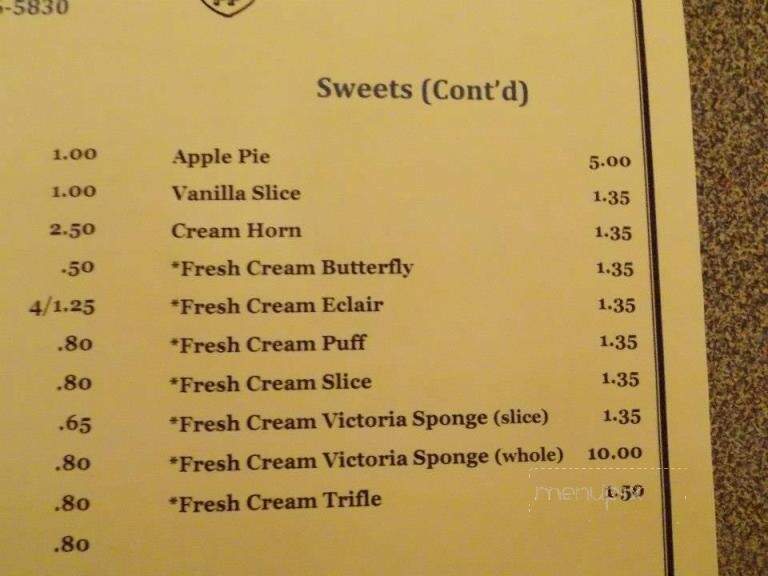 5-5830
Sweets (Cont'd)
1.00 Apple Pie 5.00
1.00 Vanilla Slice 1.35
2.50 Cream Horn 1.35
.50 *Fresh Cream Butterfly 1.35
4/1.25 *Fresh Cream Eclair 1.35
.80 *Fresh Cream Puff 1.35
.80 *Fresh Cream Slice 1.35
.65 *Fresh Cream Victoria Sponge (slice) 1.35
.80 *Fresh Cream Victoria Sponge (whole) 10.00
.80 *Fresh Cream Trifle 1.50
.80
menupix